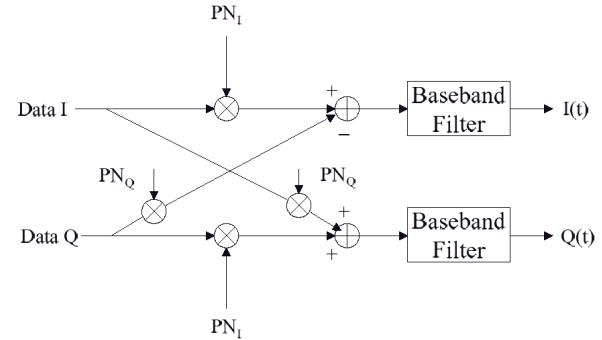 PN_I
Data I
+
−
Baseband
Filter
I(t)
PN_Q
PN_Q
+
+
Data Q
Baseband
Filter
Q(t)
PN_I